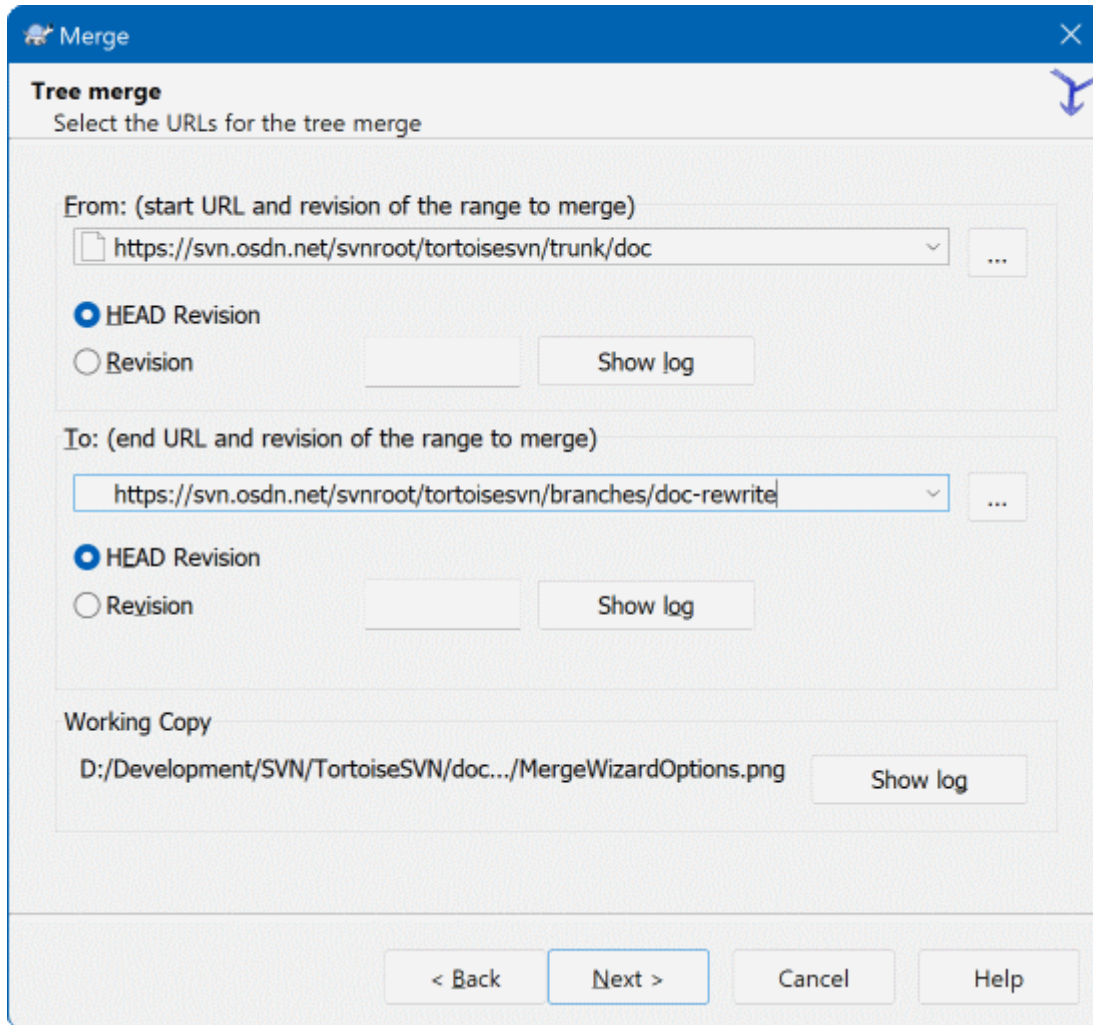 Merge
Tree merge
Select the URLs for the tree merge
From: (start URL and revision of the range to merge)
https://svn.osdn.net/svnroot/tortoisesvn/trunk/doc
...
HEAD Revision
Revision
Show log
To: (end URL and revision of the range to merge)
https://svn.osdn.net/svnroot/tortoisesvn/branches/doc-rewrite
...
HEAD Revision
Revision
Show log
Working Copy
D:/Development/SVN/TortoiseSVN/doc.../MergeWizardOptions.png
Show log
< Back
Next >
Cancel
Help